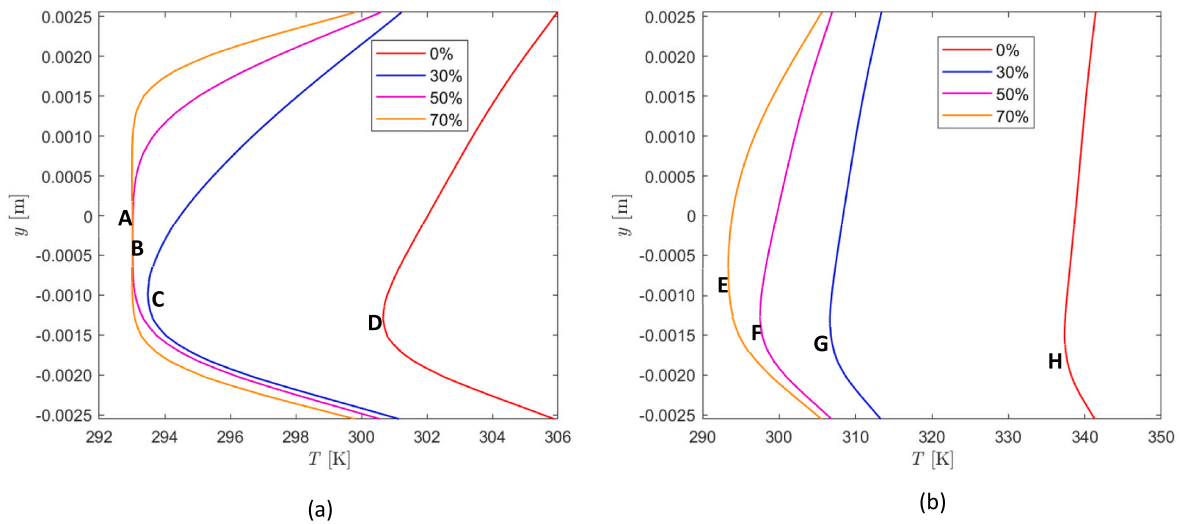 0.0025
0.0020
0.0015
0.0010
0.0005
0
-0.0005
-0.0010
-0.0015
-0.0020
-0.0025
y [m]
292 294 296 298 300 302 304 306
T [K]
0%
30%
50%
70%
A
B
C
D
(a)
0.0025
0.0020
0.0015
0.0010
0.0005
0
-0.0005
-0.0010
-0.0015
-0.0020
-0.0025
y [m]
290 300 310 320 330 340 350
T [K]
0%
30%
50%
70%
E
F
G
H
(b)